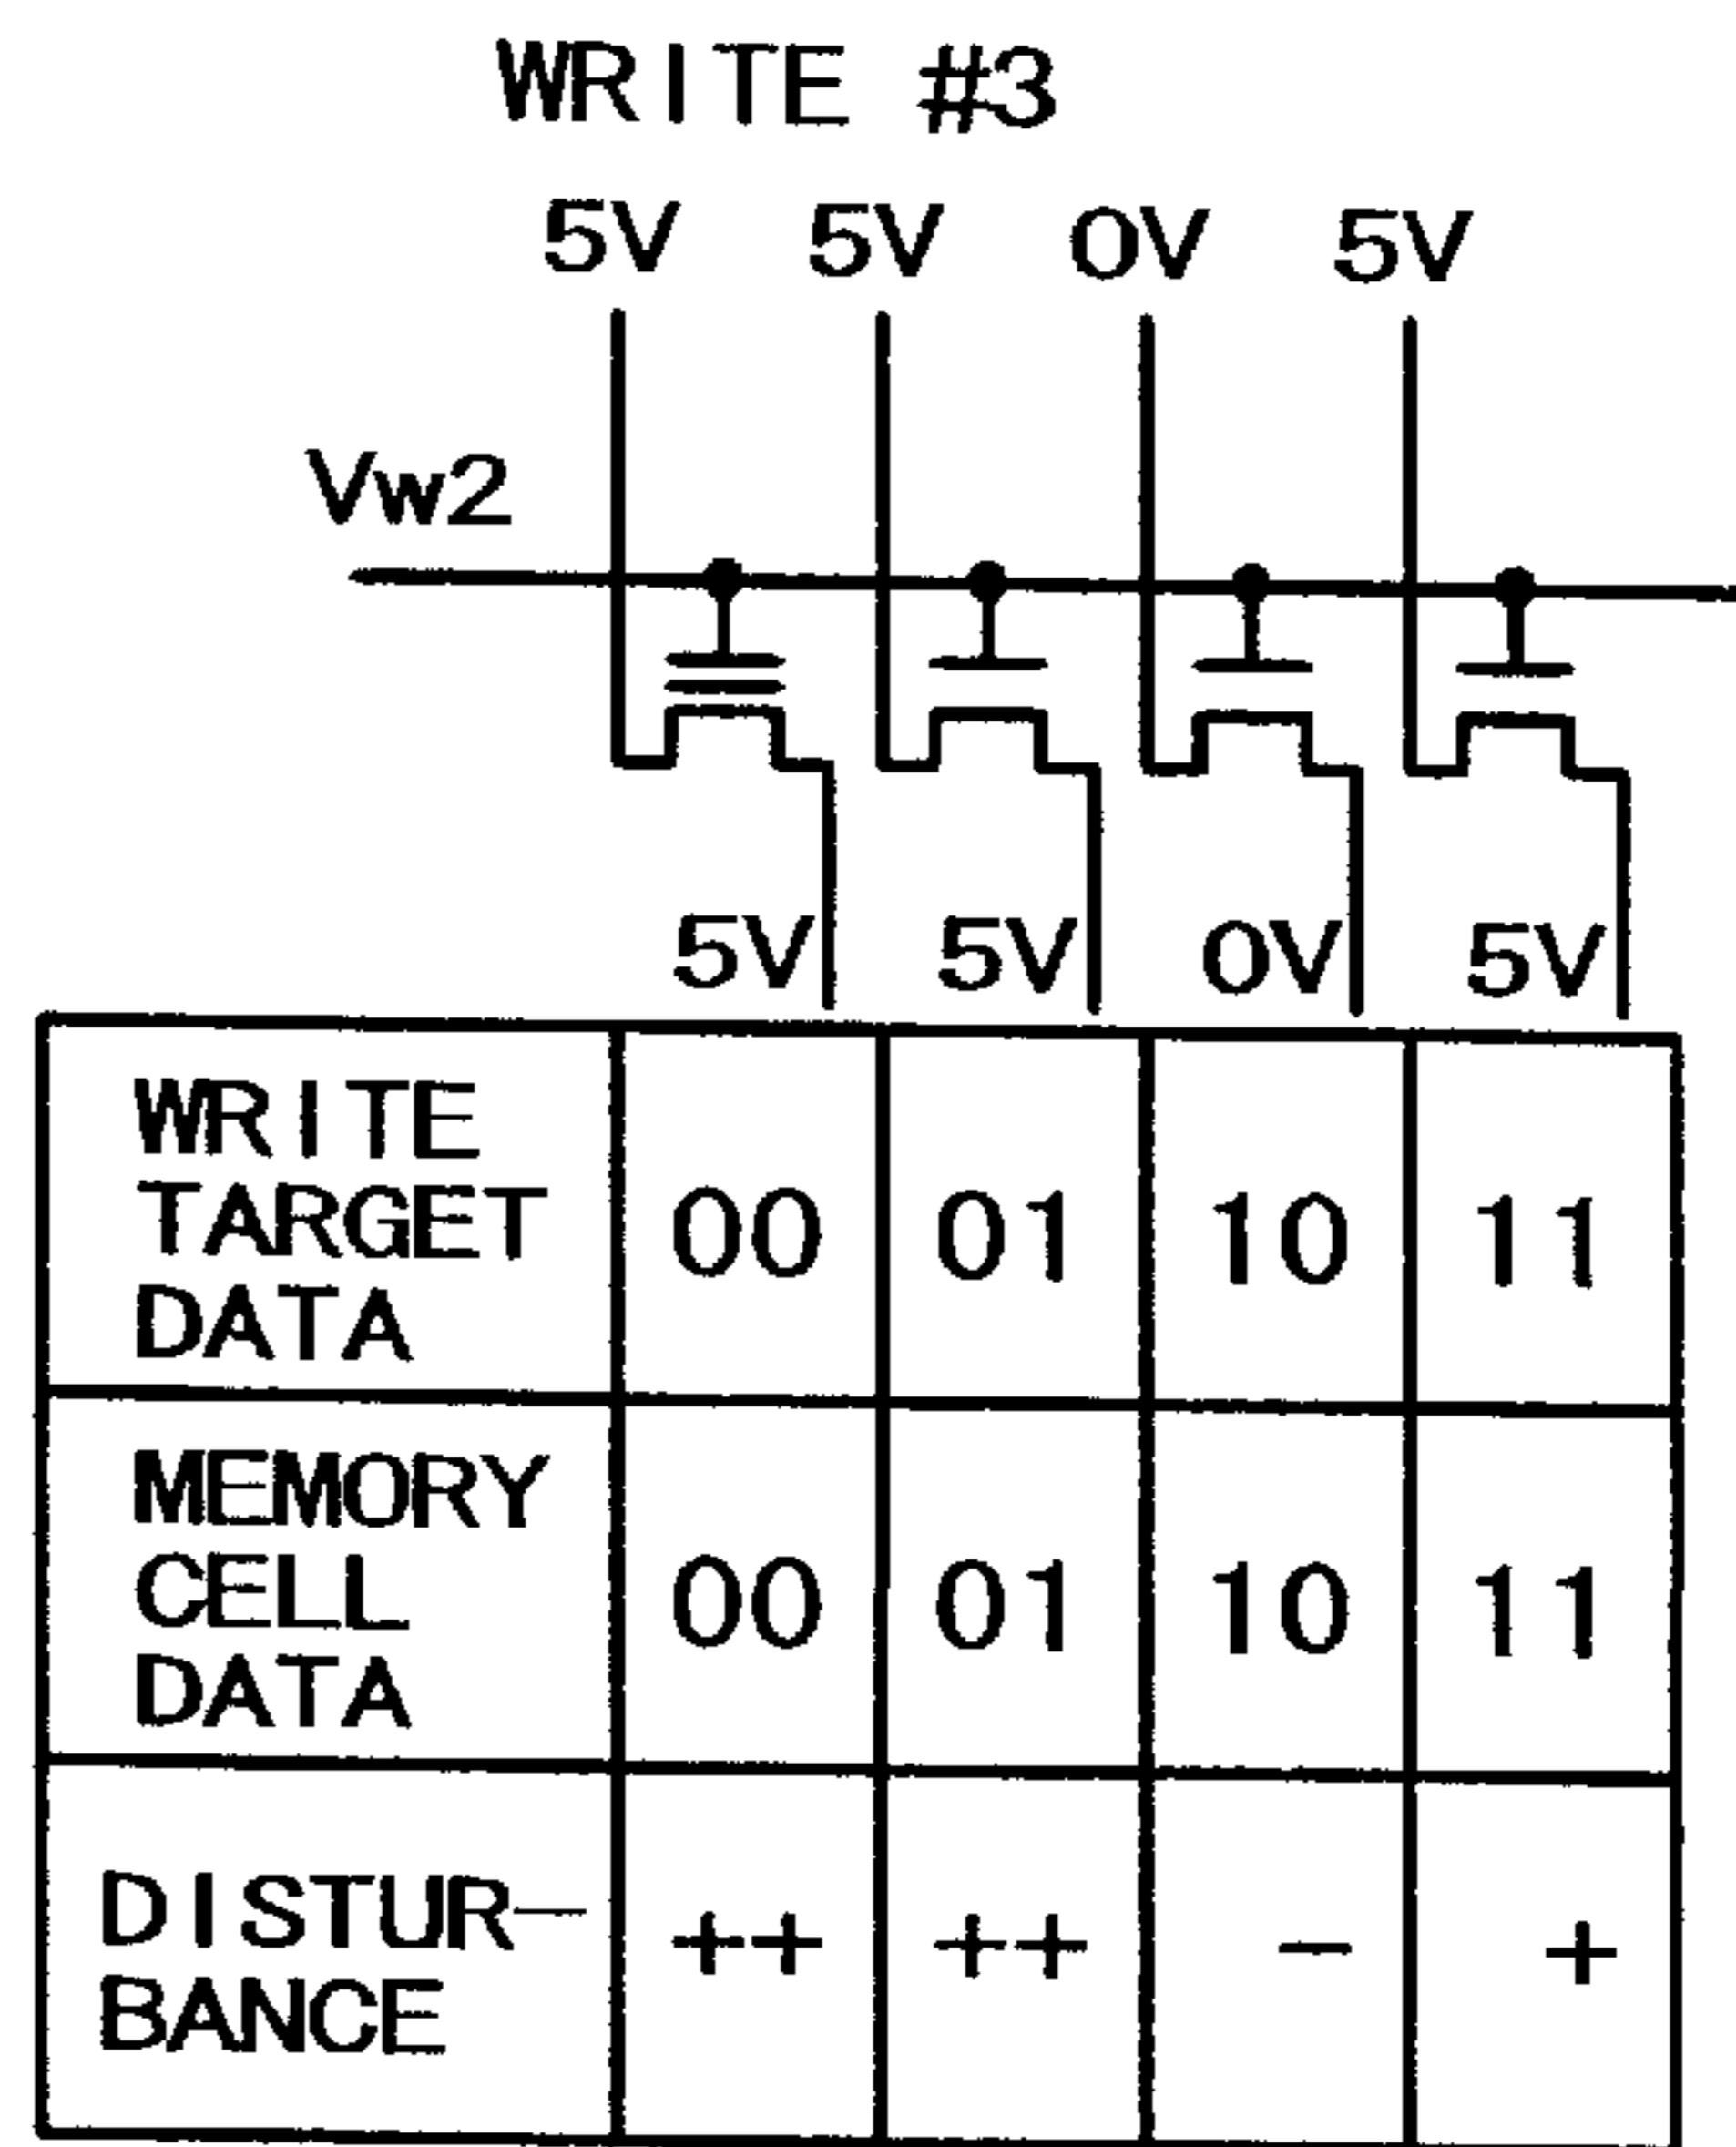 WRITE #3
5V 5V 0V 5V
Vw2
5V 5V 0V 5V
WRITE
TARGET
DATA
00 01 10 11
MEMORY
CELL
DATA
00 01 10 11
DISTUR-
BANCE
++ ++ - +